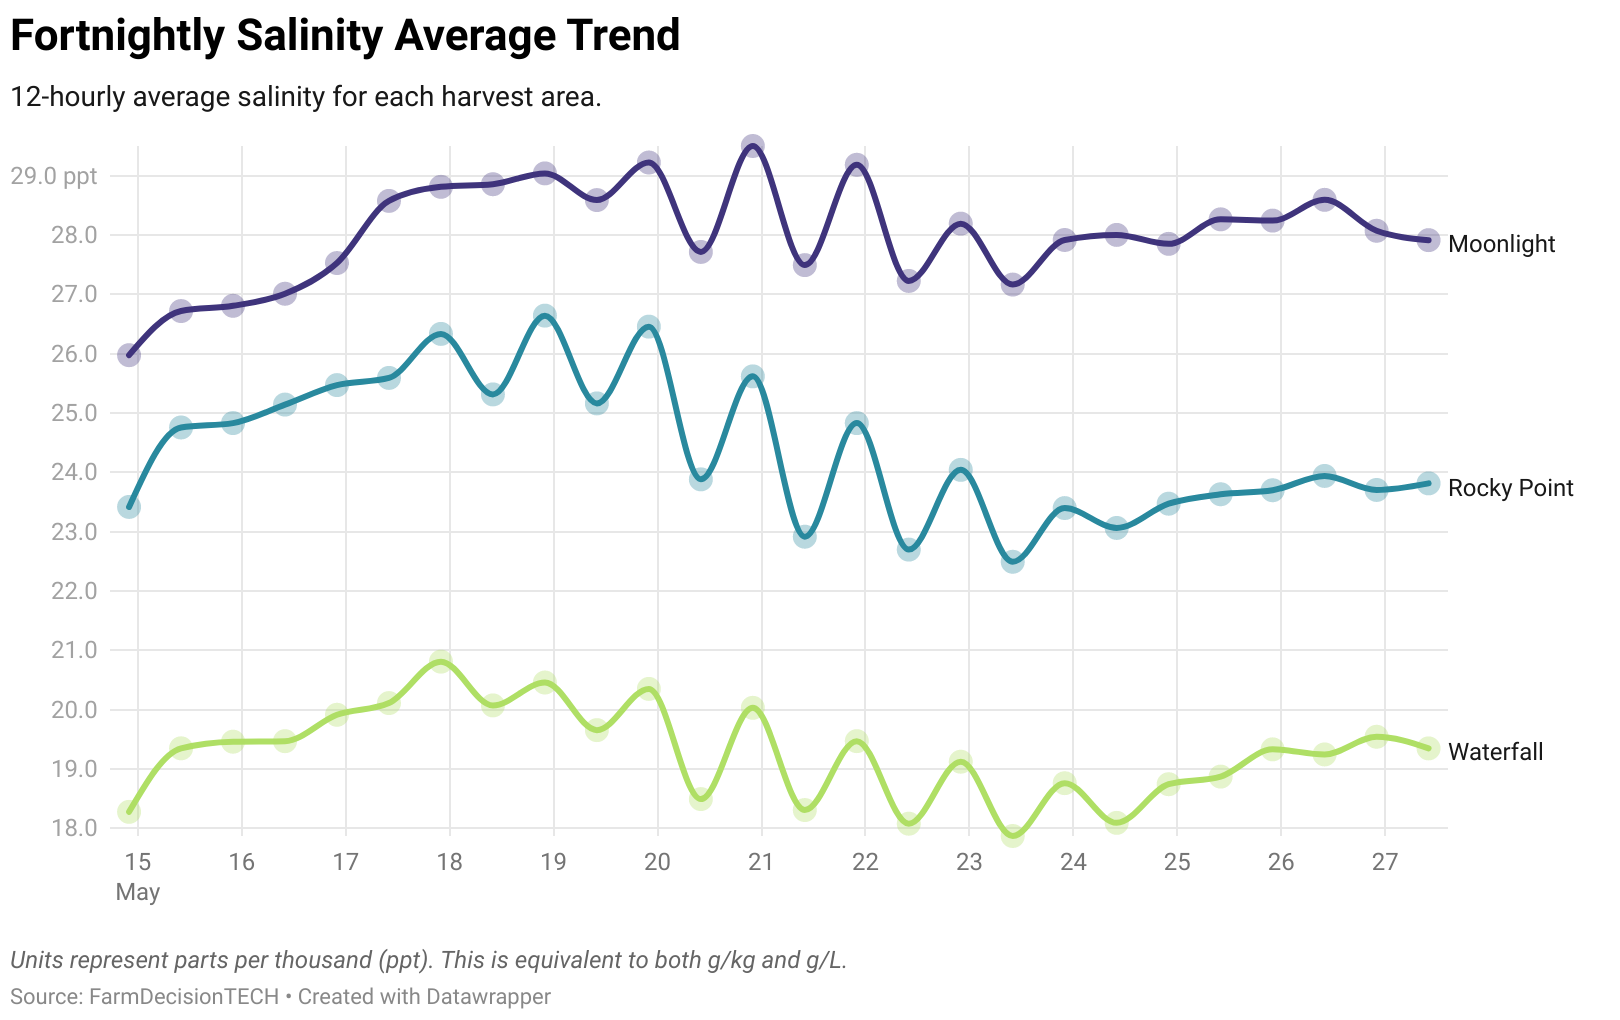 Fortnightly Salinity Average Trend
12-hourly average salinity for each harvest area.
29.0 ppt
28.0
27.0
26.0
25.0
24.0
23.0
22.0
21.0
20.0
19.0
18.0
Moonlight
Rocky Point
Waterfall
15 16 17 18 19 20 21 22 23 24 25 26 27
May
Units represent parts per thousand (ppt). This is equivalent to both g/kg and g/L.
Source: FarmDecisionTECH • Created with Datawrapper